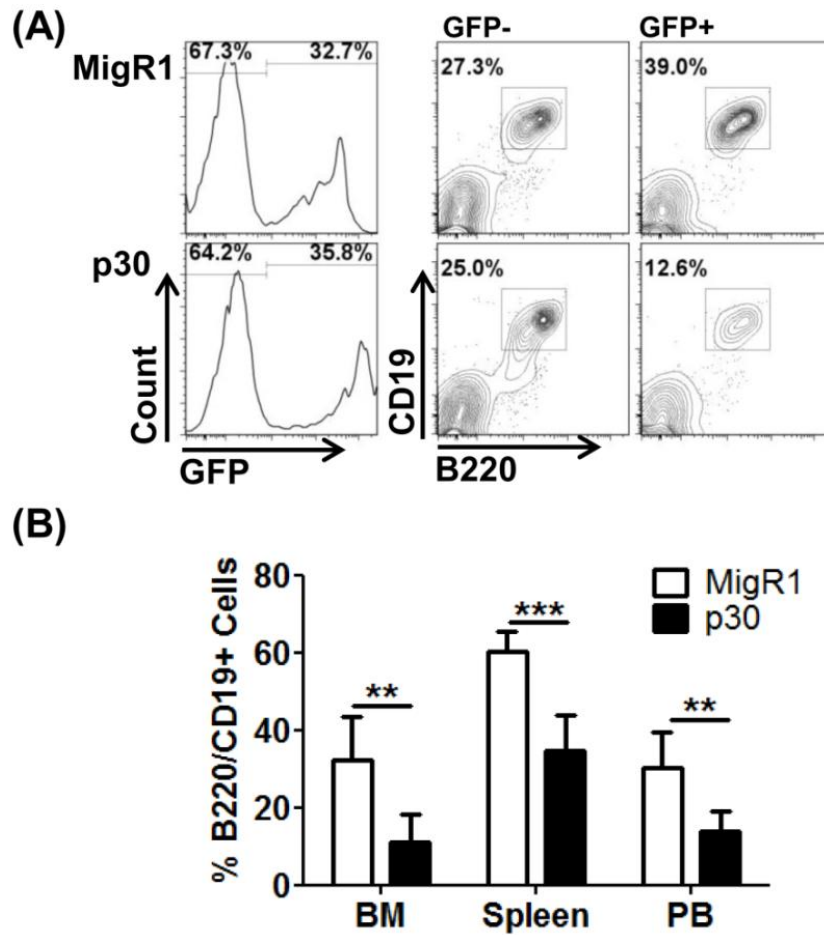 (A)
GFP- GFP+
MigR1 67.3% 32.7% 27.3% 39.0%
p30 64.2% 35.8% 25.0% 12.6%
Count
CD19
GFP B220
(B)
% B220/CD19+ Cells
80
60
40
20
0
MigR1
p30
** *** **
BM Spleen PB